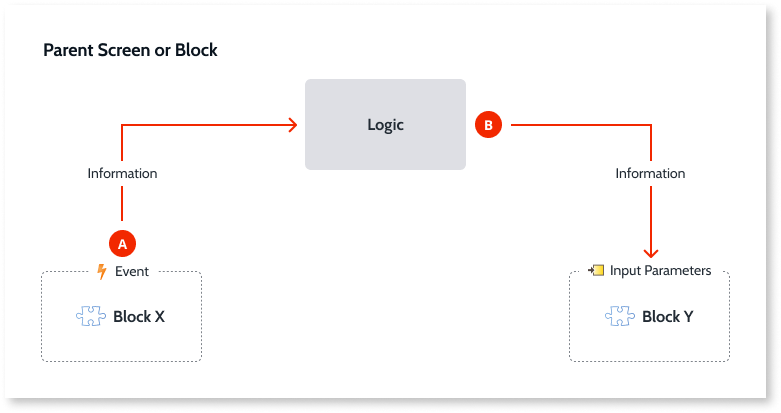 Parent Screen or Block
Logic
B
Information
Information
A
Event
Input Parameters
Block X
Block Y